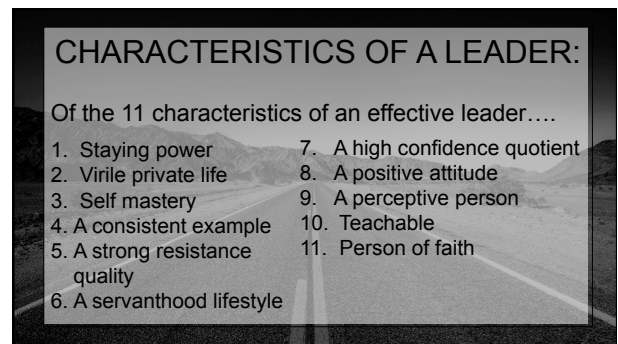 CHARACTERISTICS OF A LEADER:
Of the 11 characteristics of an effective leader….
1. Staying power
2. Virile private life
3. Self mastery
4. A consistent example
5. A strong resistance
quality
6. A servanthood lifestyle
7. A high confidence quotient
8. A positive attitude
9. A perceptive person
10. Teachable
11. Person of faith